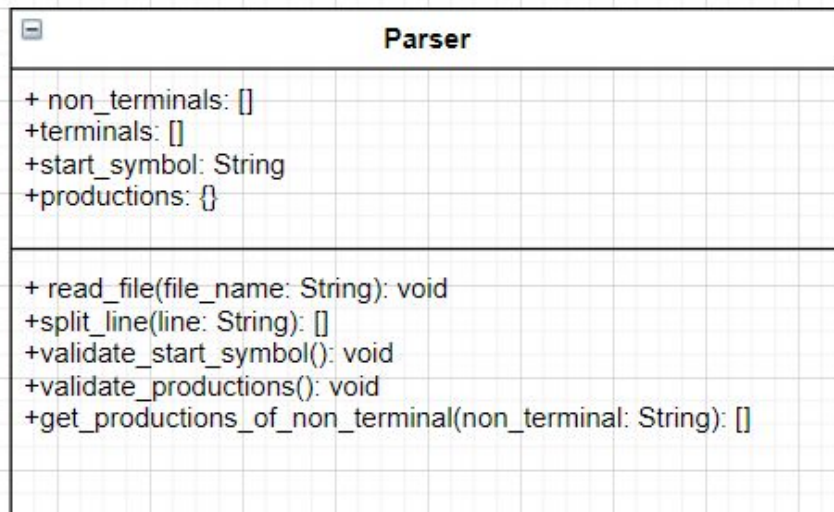 Parser
+ non_terminals: []
+terminals: []
+start_symbol: String
+productions: {}
+ read_file(file_name: String): void
+split_line(line: String): []
+validate_start_symbol(): void
+validate_productions(): void
+get_productions_of_non_terminal(non_terminal: String): []